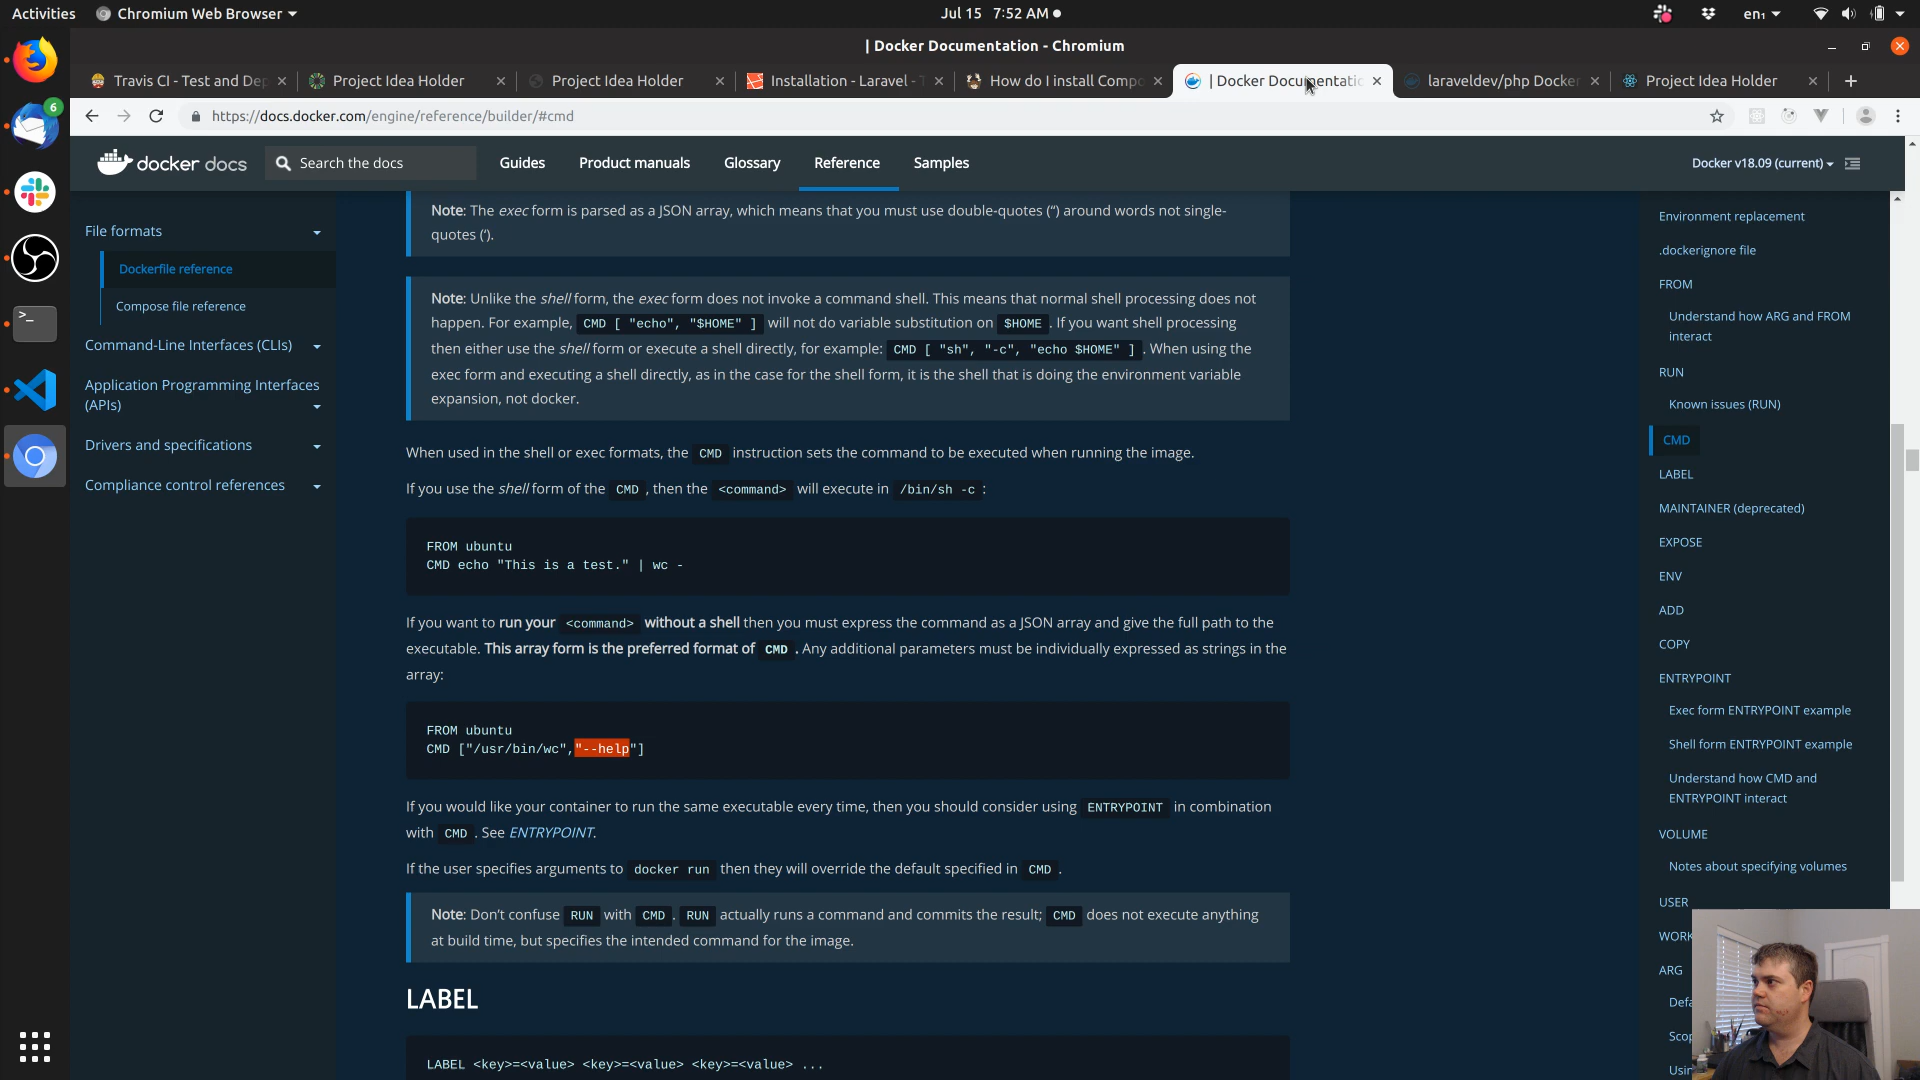 Activities
Chromium Web Browser
Jul 15 7:52 AM
en₁
| Docker Documentation - Chromium
Travis CI - Test and Dep
Project Idea Holder
Project Idea Holder
Installation - Laravel - T
How do I install Compo
| Docker Documentatio
laraveldev/php Docker
Project Idea Holder
https://docs.docker.com/engine/reference/builder/#cmd
6
docker docs
Search the docs
Guides
Product manuals
Glossary
Reference
Samples
Docker v18.09 (current)
File formats
Dockerfile reference
Compose file reference
Command-Line Interfaces (CLIs)
Application Programming Interfaces
(APIs)
Drivers and specifications
Compliance control references
Note: The exec form is parsed as a JSON array, which means that you must use double-quotes (“) around words not single-
quotes (‘).
Note: Unlike the shell form, the exec form does not invoke a command shell. This means that normal shell processing does not
happen. For example, CMD [ "echo", "$HOME" ] will not do variable substitution on $HOME. If you want shell processing
then either use the shell form or execute a shell directly, for example: CMD [ "sh", "-c", "echo $HOME" ]. When using the
exec form and executing a shell directly, as in the case for the shell form, it is the shell that is doing the environment variable
expansion, not docker.
When used in the shell or exec formats, the CMD instruction sets the command to be executed when running the image.
If you use the shell form of the CMD, then the <command> will execute in /bin/sh -c:
FROM ubuntu
CMD echo "This is a test." | wc -
If you want to run your <command> without a shell then you must express the command as a JSON array and give the full path to the
executable. This array form is the preferred format of CMD. Any additional parameters must be individually expressed as strings in the
array:
FROM ubuntu
CMD ["/usr/bin/wc","--help"]
If you would like your container to run the same executable every time, then you should consider using ENTRYPOINT in combination
with CMD. See ENTRYPOINT.
If the user specifies arguments to docker run then they will override the default specified in CMD.
Note: Don’t confuse RUN with CMD. RUN actually runs a command and commits the result; CMD does not execute anything
at build time, but specifies the intended command for the image.
LABEL
LABEL <key>=<value> <key>=<value> <key>=<value> ...
Environment replacement
.dockerignore file
FROM
Understand how ARG and FROM
interact
RUN
Known issues (RUN)
CMD
LABEL
MAINTAINER (deprecated)
EXPOSE
ENV
ADD
COPY
ENTRYPOINT
Exec form ENTRYPOINT example
Shell form ENTRYPOINT example
Understand how CMD and
ENTRYPOINT interact
VOLUME
Notes about specifying volumes
USER
WORK
ARG
Defa
Scop
Usin